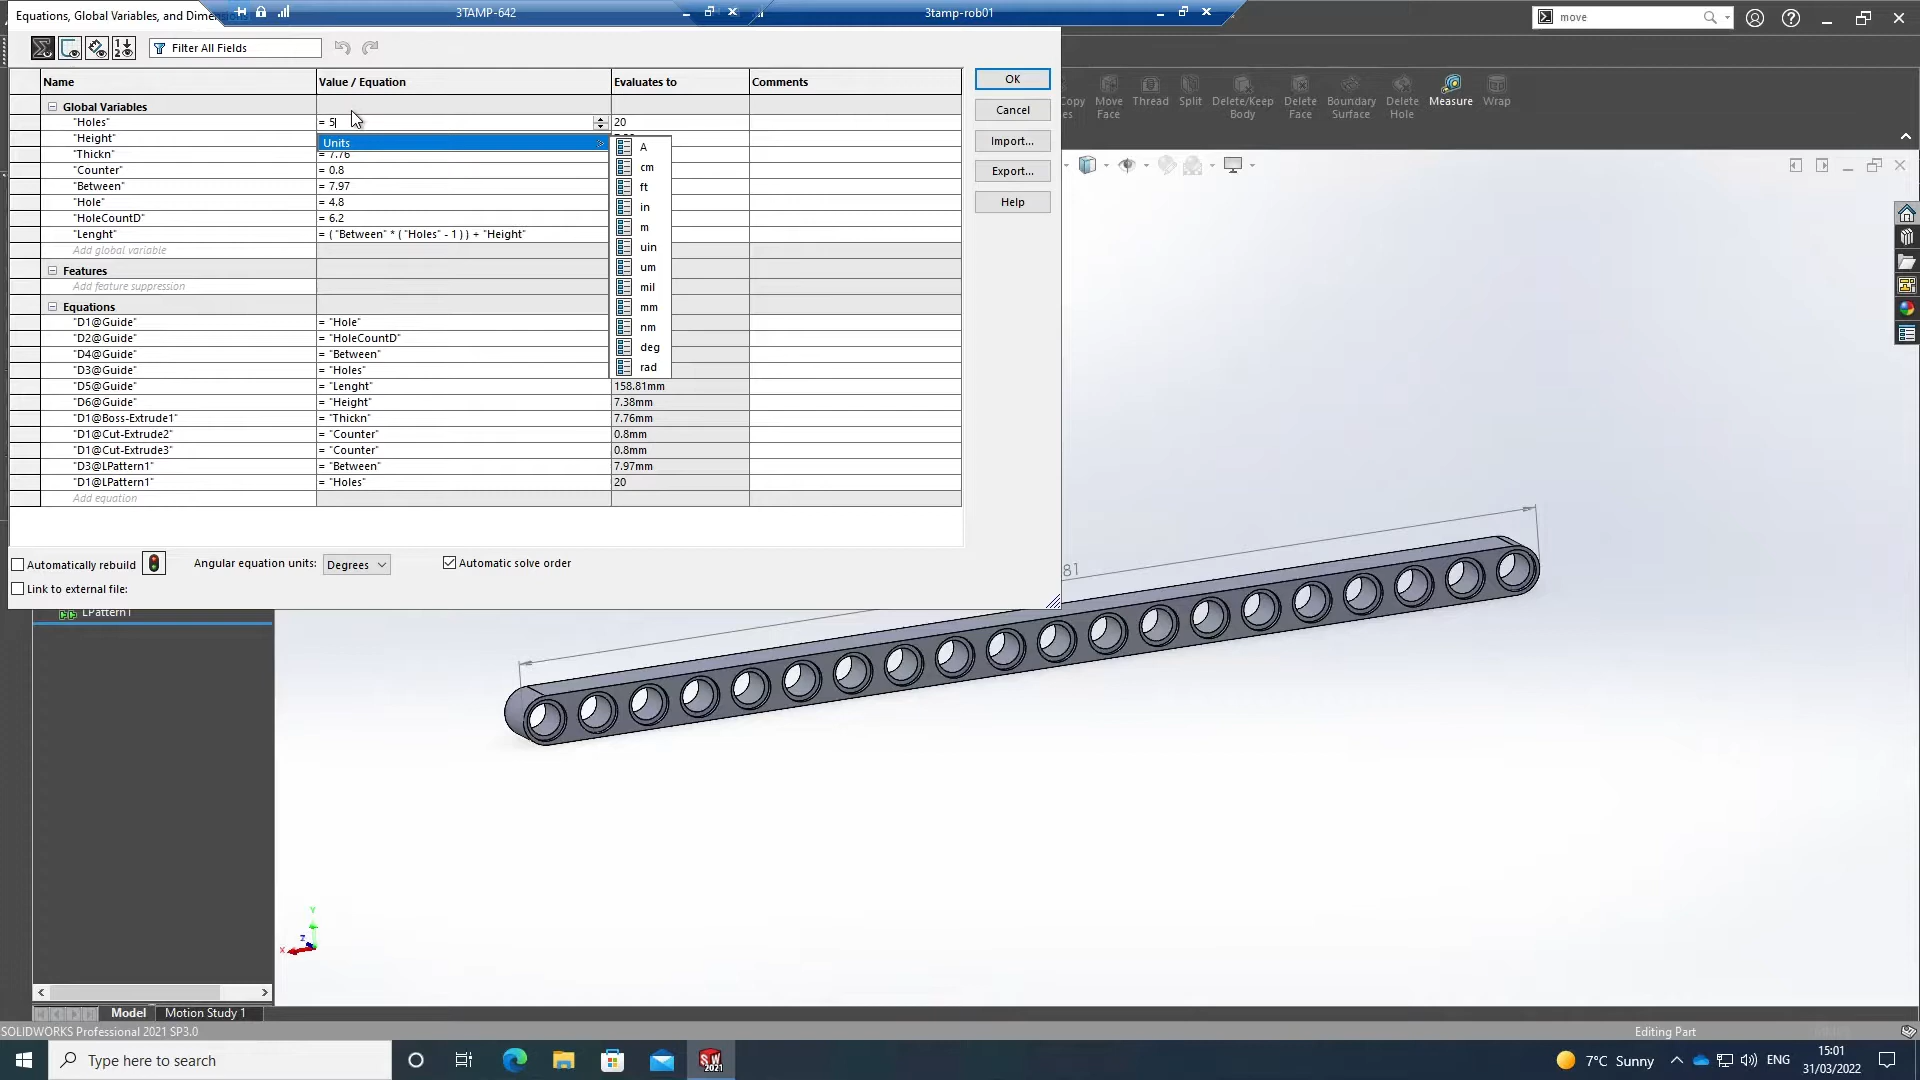 Equations, Global Variables, and Dimen
3TAMP-642
3tamp-rob01
move
Filter All Fields
Name
Value / Equation
Evaluates to
Comments
OK
Cancel
Import...
Export...
Help
Global Variables
"Holes"
= 5
20
"Height"
Units
"Thickn"
= 7.76
"Counter"
= 0.8
"Between"
= 7.97
"Hole"
= 4.8
"HoleCountD"
= 6.2
"Lenght"
= ( "Between" * ( "Holes" - 1 ) ) + "Height"
Add global variable
A
cm
ft
in
m
uin
um
mil
mm
nm
deg
rad
Features
Add feature suppression
Equations
"D1@Guide"
= "Hole"
"D2@Guide"
= "HoleCountD"
"D4@Guide"
= "Between"
"D3@Guide"
= "Holes"
"D5@Guide"
= "Lenght"
158.81mm
"D6@Guide"
= "Height"
7.38mm
"D1@Boss-Extrude1"
= "Thickn"
7.76mm
"D1@Cut-Extrude2"
= "Counter"
0.8mm
"D1@Cut-Extrude3"
= "Counter"
0.8mm
"D3@LPattern1"
= "Between"
7.97mm
"D1@LPattern1"
= "Holes"
20
Add equation
Automatically rebuild
Angular equation units:
Degrees
Automatic solve order
Link to external file:
opy
Move
Face
Thread
Split
Delete/Keep
Body
Delete
Face
Boundary
Surface
Delete
Hole
Measure
Wrap
81
LPattern1
Y
Z
X
Model
Motion Study 1
SOLIDWORKS Professional 2021 SP3.0
Editing Part
Type here to search
SW
2021
7°C Sunny
ENG
15:01
31/03/2022